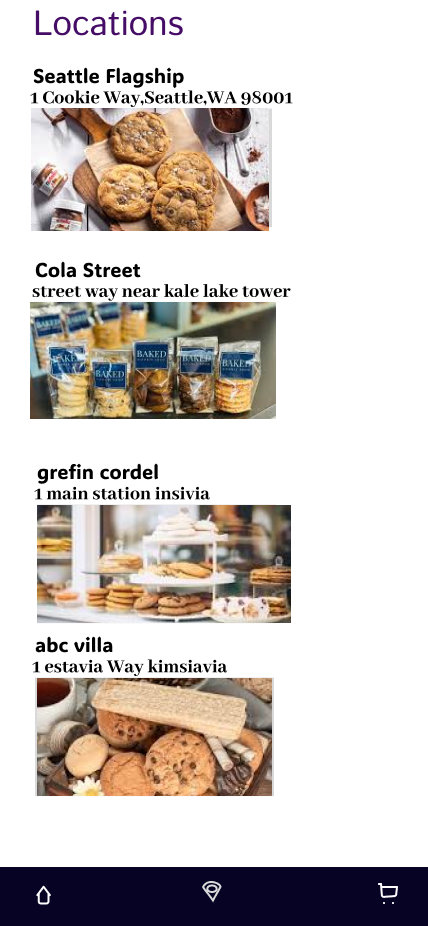 Locations
Seattle Flagship
1 Cookie Way,Seattle,WA 98001
Cola Street
street way near kale lake tower
BAKED
BAKED
BAKED
BAKED
BAKED
grefin cordel
1 main station insivia
abc villa
1 estavia Way kimsiavia